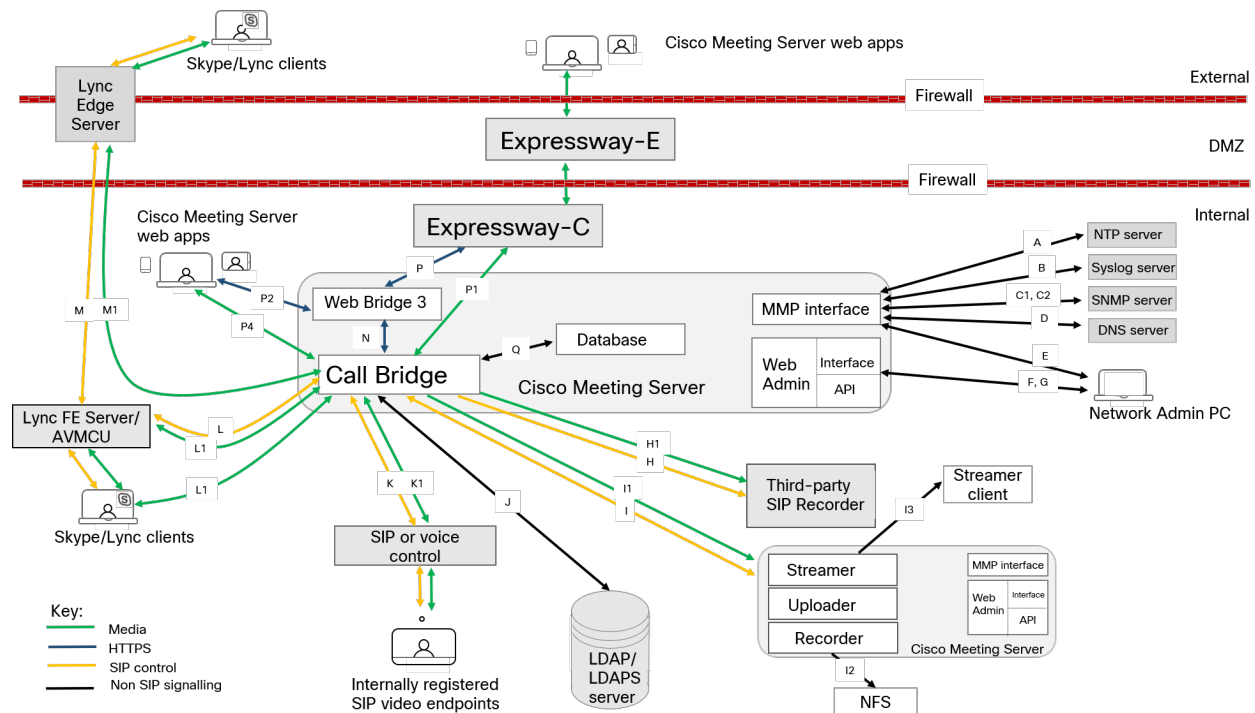 S
Skype/Lync clients
Cisco Meeting Server web apps
External
Lync
Edge
Server
Firewall
Expressway-E
DMZ
Firewall
Internal
Cisco Meeting Server
web apps
Expressway-C
A
NTP server
B
Syslog server
C1, C2
SNMP server
D
DNS server
P
P1
P2
P4
Web Bridge 3
MMP interface
M
M1
N
Q
Database
E
Web
Admin
Interface
API
F, G
Call Bridge
Cisco Meeting Server
Network Admin PC
Lync FE Server/
AVMCU
L
L1
L1
H1
H
K
K1
I1
I
J
Third-party
SIP Recorder
Streamer
client
I3
S
Skype/Lync clients
SIP or voice
control
Streamer
Uploader
Recorder
MMP interface
Web
Admin
Interface
API
Cisco Meeting Server
I2
NFS
Key:
Media
HTTPS
SIP control
Non SIP signalling
Internally registered
SIP video endpoints
LDAP/
LDAPS
server